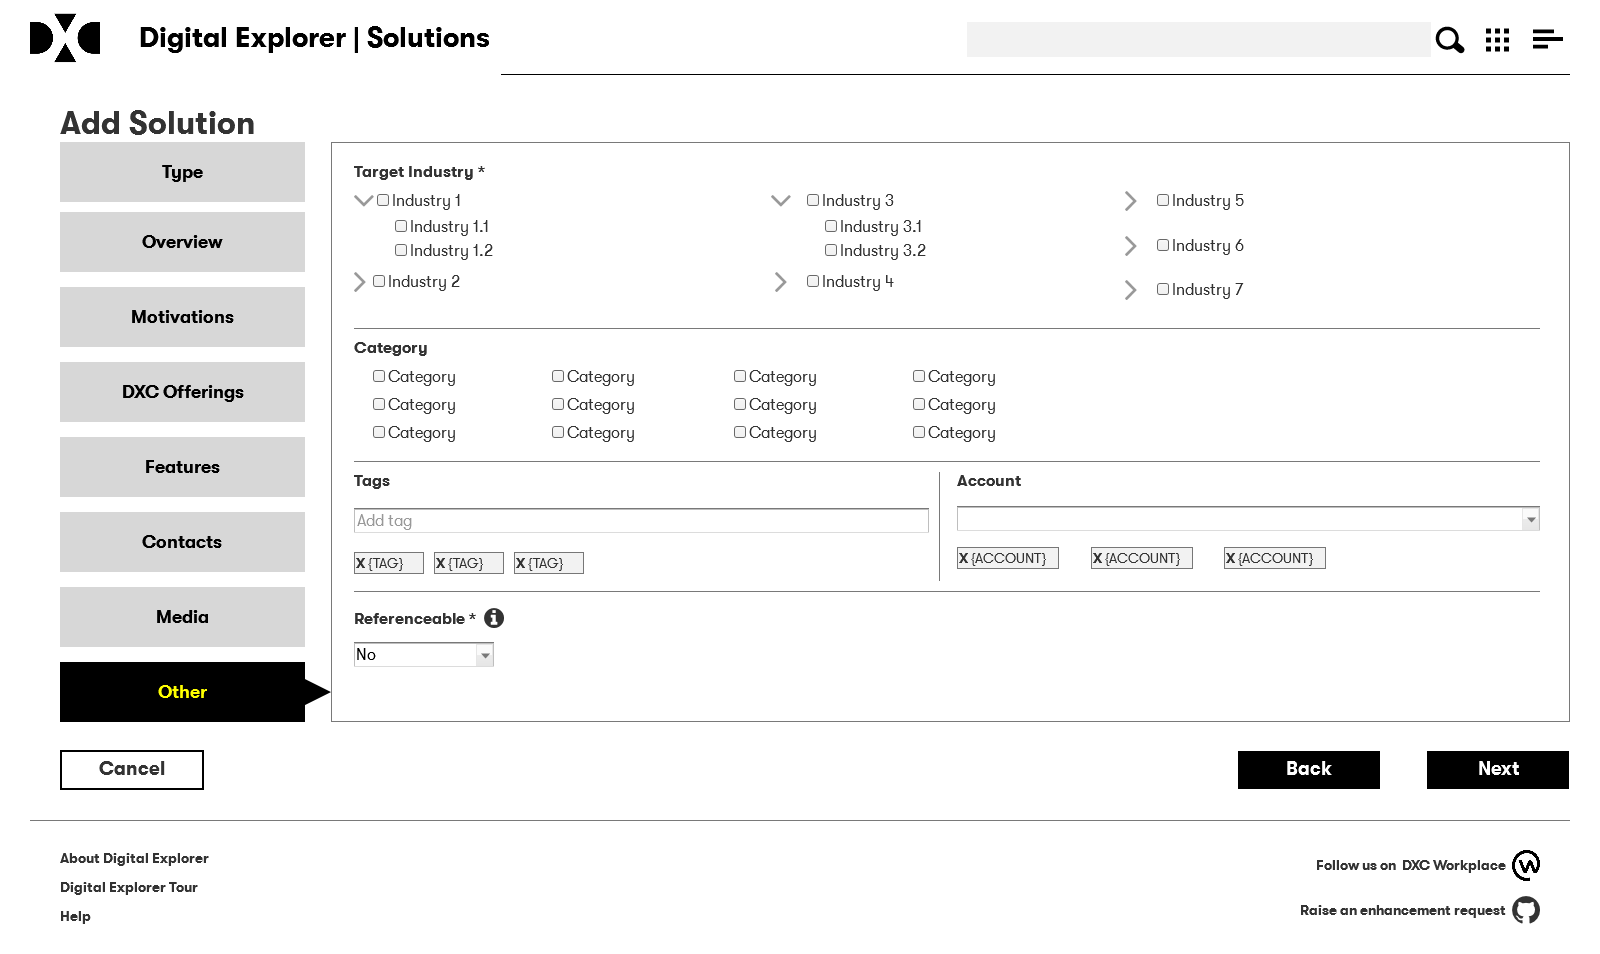 DXC
Digital Explorer | Solutions
Add Solution
Type
Overview
Motivations
DXC Offerings
Features
Contacts
Media
Other
Target Industry *
Industry 1
Industry 1.1
Industry 1.2
Industry 2
Industry 3
Industry 3.1
Industry 3.2
Industry 4
Industry 5
Industry 6
Industry 7
Category
Category Category Category Category
Category Category Category Category
Category Category Category Category
Tags
Add tag
X {TAG} X {TAG} X {TAG}
Account
X {ACCOUNT} X {ACCOUNT} X {ACCOUNT}
Referenceable *
No
Cancel
Back
Next
About Digital Explorer
Digital Explorer Tour
Help
Follow us on DXC Workplace
Raise an enhancement request